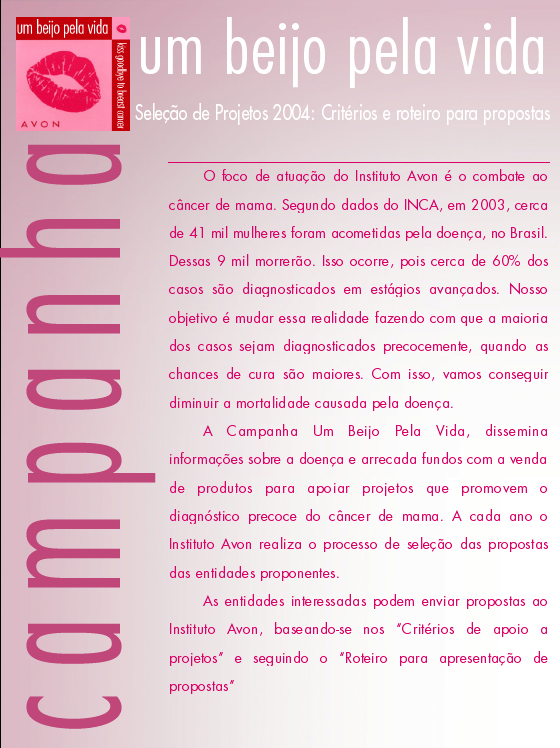 um beijo pela vida
kiss goodbye to breast cancer
AVON
um beijo pela vida
Seleção de Projetos 2004: Critérios e roteiro para propostas
campanha
O foco de atuação do Instituto Avon é o combate ao
câncer de mama. Segundo dados do INCA, em 2003, cerca
de 41 mil mulheres foram acometidas pela doença, no Brasil.
Dessas 9 mil morrerão. Isso ocorre, pois cerca de 60% dos
casos são diagnosticados em estágios avançados. Nosso
objetivo é mudar essa realidade fazendo com que a maioria
dos casos sejam diagnosticados precocemente, quando as
chances de cura são maiores. Com isso, vamos conseguir
diminuir a mortalidade causada pela doença.
A Campanha Um Beijo Pela Vida, dissemina
informações sobre a doença e arrecada fundos com a venda
de produtos para apoiar projetos que promovem o
diagnóstico precoce do câncer de mama. A cada ano o
Instituto Avon realiza o processo de seleção das propostas
das entidades proponentes.
As entidades interessadas podem enviar propostas ao
Instituto Avon, baseando-se nos “Critérios de apoio a
projetos” e seguindo o “Roteiro para apresentação de
propostas”